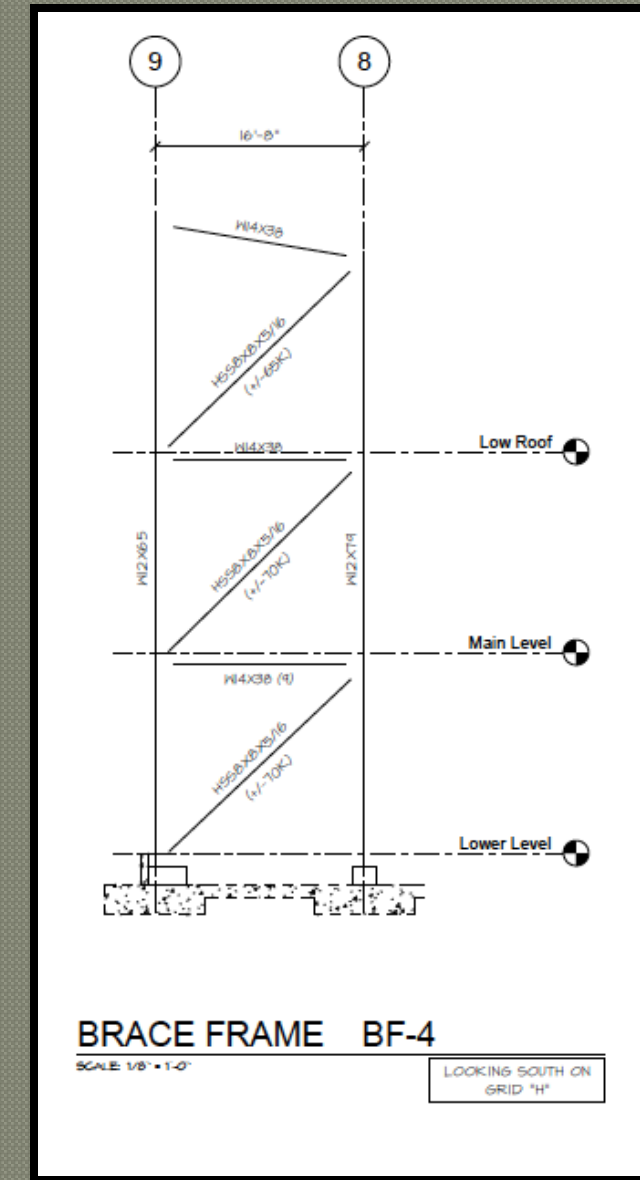 9
8
16'-8"
W14X38
HSS8X8X5/16
(+/-65K)
W14X38
Low Roof
W12X65
HSS8X8X5/16
(+/-70K)
W12X79
Main Level
W14X38 (9)
HSS8X8X5/16
(+/-70K)
Lower Level
BRACE FRAME BF-4
SCALE: 1/8" = 1'-0"
LOOKING SOUTH ON
GRID "H"